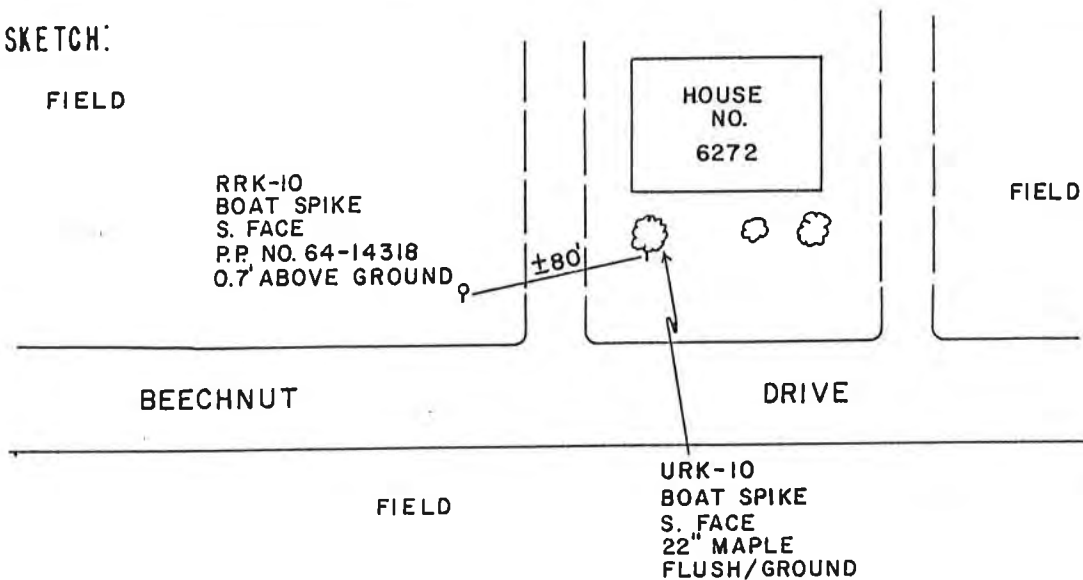 SKETCH:
FIELD
HOUSE
NO.
6272
FIELD
RRK-10
BOAT SPIKE
S. FACE
P.P. NO. 64-14318
0.7' ABOVE GROUND
±80'
BEECHNUT DRIVE
FIELD
URK-10
BOAT SPIKE
S. FACE
22" MAPLE
FLUSH/GROUND